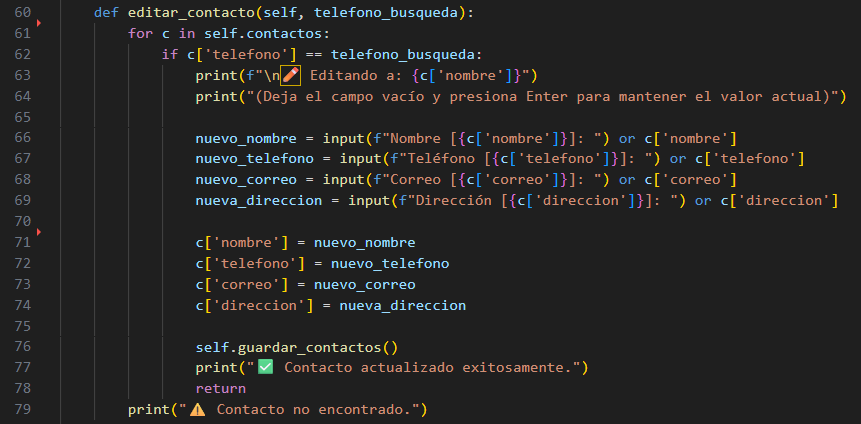 60 def editar_contacto(self, telefono_busqueda):
61 for c in self.contactos:
62 if c['telefono'] == telefono_busqueda:
63 print(f"\n✏️ Editando a: {c['nombre']}")
64 print("(Deja el campo vacío y presiona Enter para mantener el valor actual)")
65
66 nuevo_nombre = input(f"Nombre [{c['nombre']}]: ") or c['nombre']
67 nuevo_telefono = input(f"Teléfono [{c['telefono']}]: ") or c['telefono']
68 nuevo_correo = input(f"Correo [{c['correo']}]: ") or c['correo']
69 nueva_direccion = input(f"Dirección [{c['direccion']}]: ") or c['direccion']
70
71 c['nombre'] = nuevo_nombre
72 c['telefono'] = nuevo_telefono
73 c['correo'] = nuevo_correo
74 c['direccion'] = nueva_direccion
75
76 self.guardar_contactos()
77 print("✅ Contacto actualizado exitosamente.")
78 return
79 print("⚠️ Contacto no encontrado.")